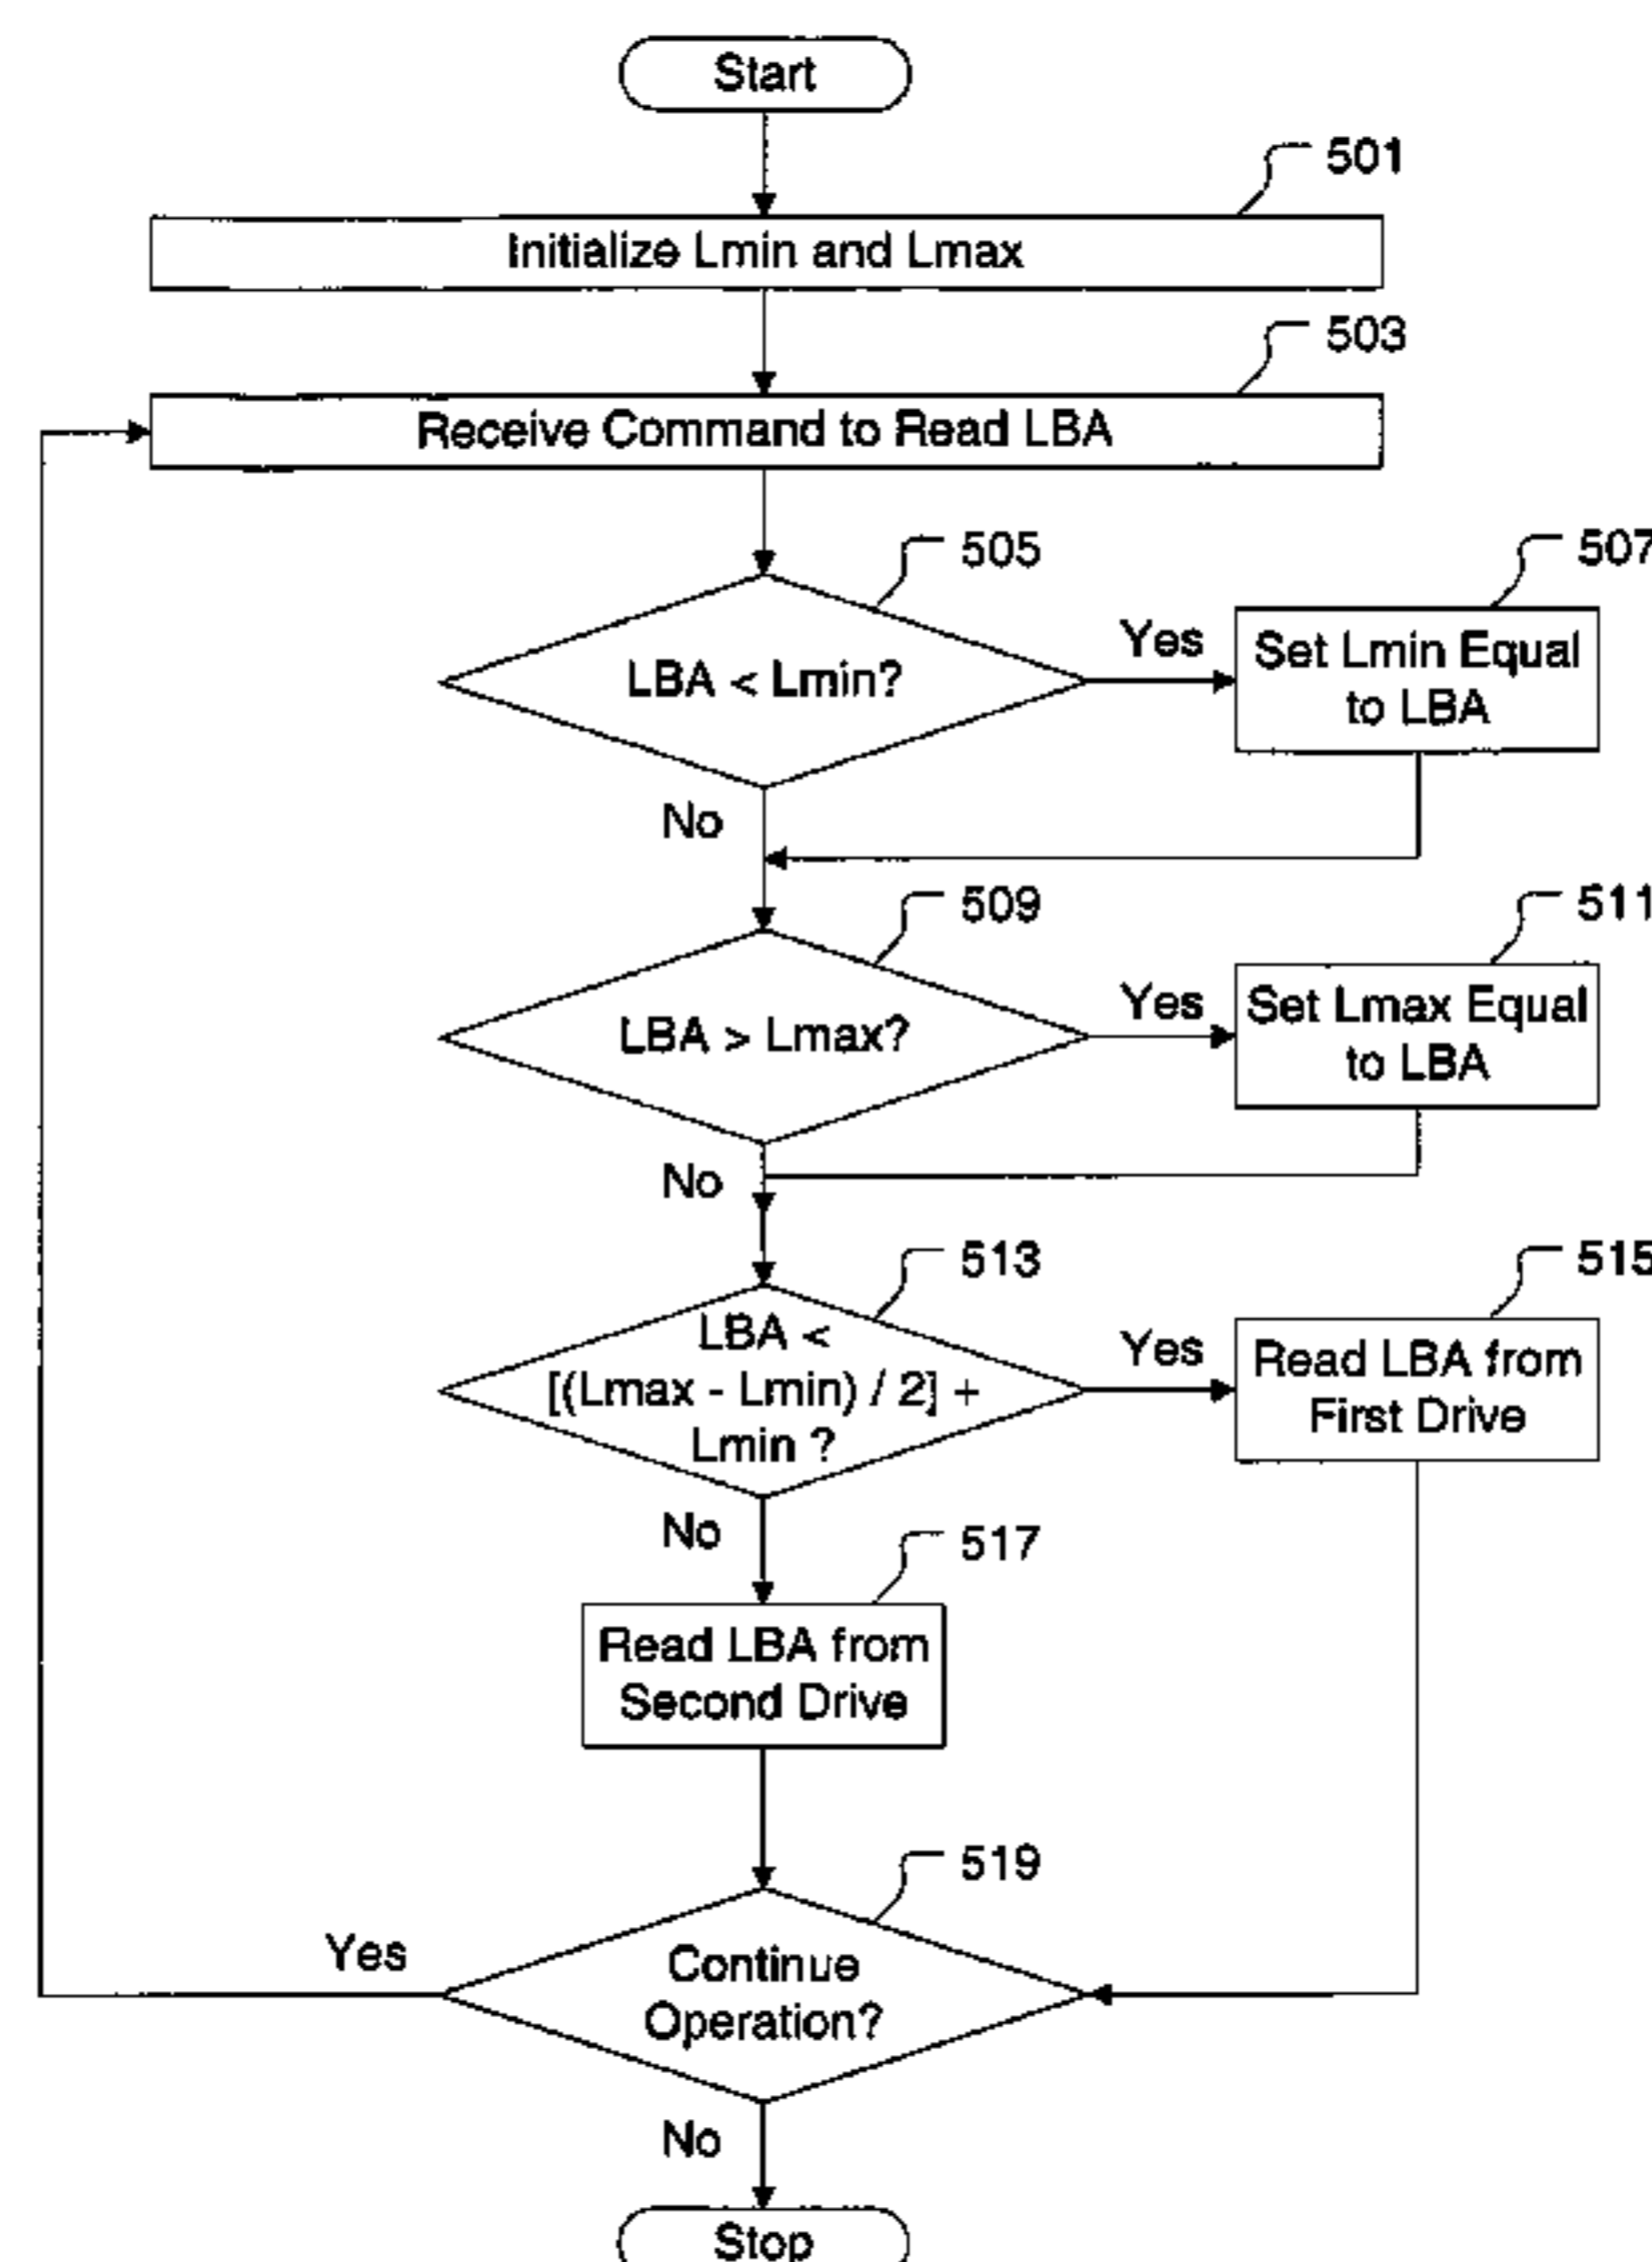 Start
501
Initialize Lmin and Lmax
503
Receive Command to Read LBA
505
507
LBA < Lmin?
Yes
Set Lmin Equal
to LBA
No
509
511
LBA > Lmax?
Yes
Set Lmax Equal
to LBA
No
513
515
LBA <
[((Lmax - Lmin) / 2] +
Lmin ?
Yes
Read LBA from
First Drive
No
517
Read LBA from
Second Drive
519
Yes
Continue
Operation?
No
Stop